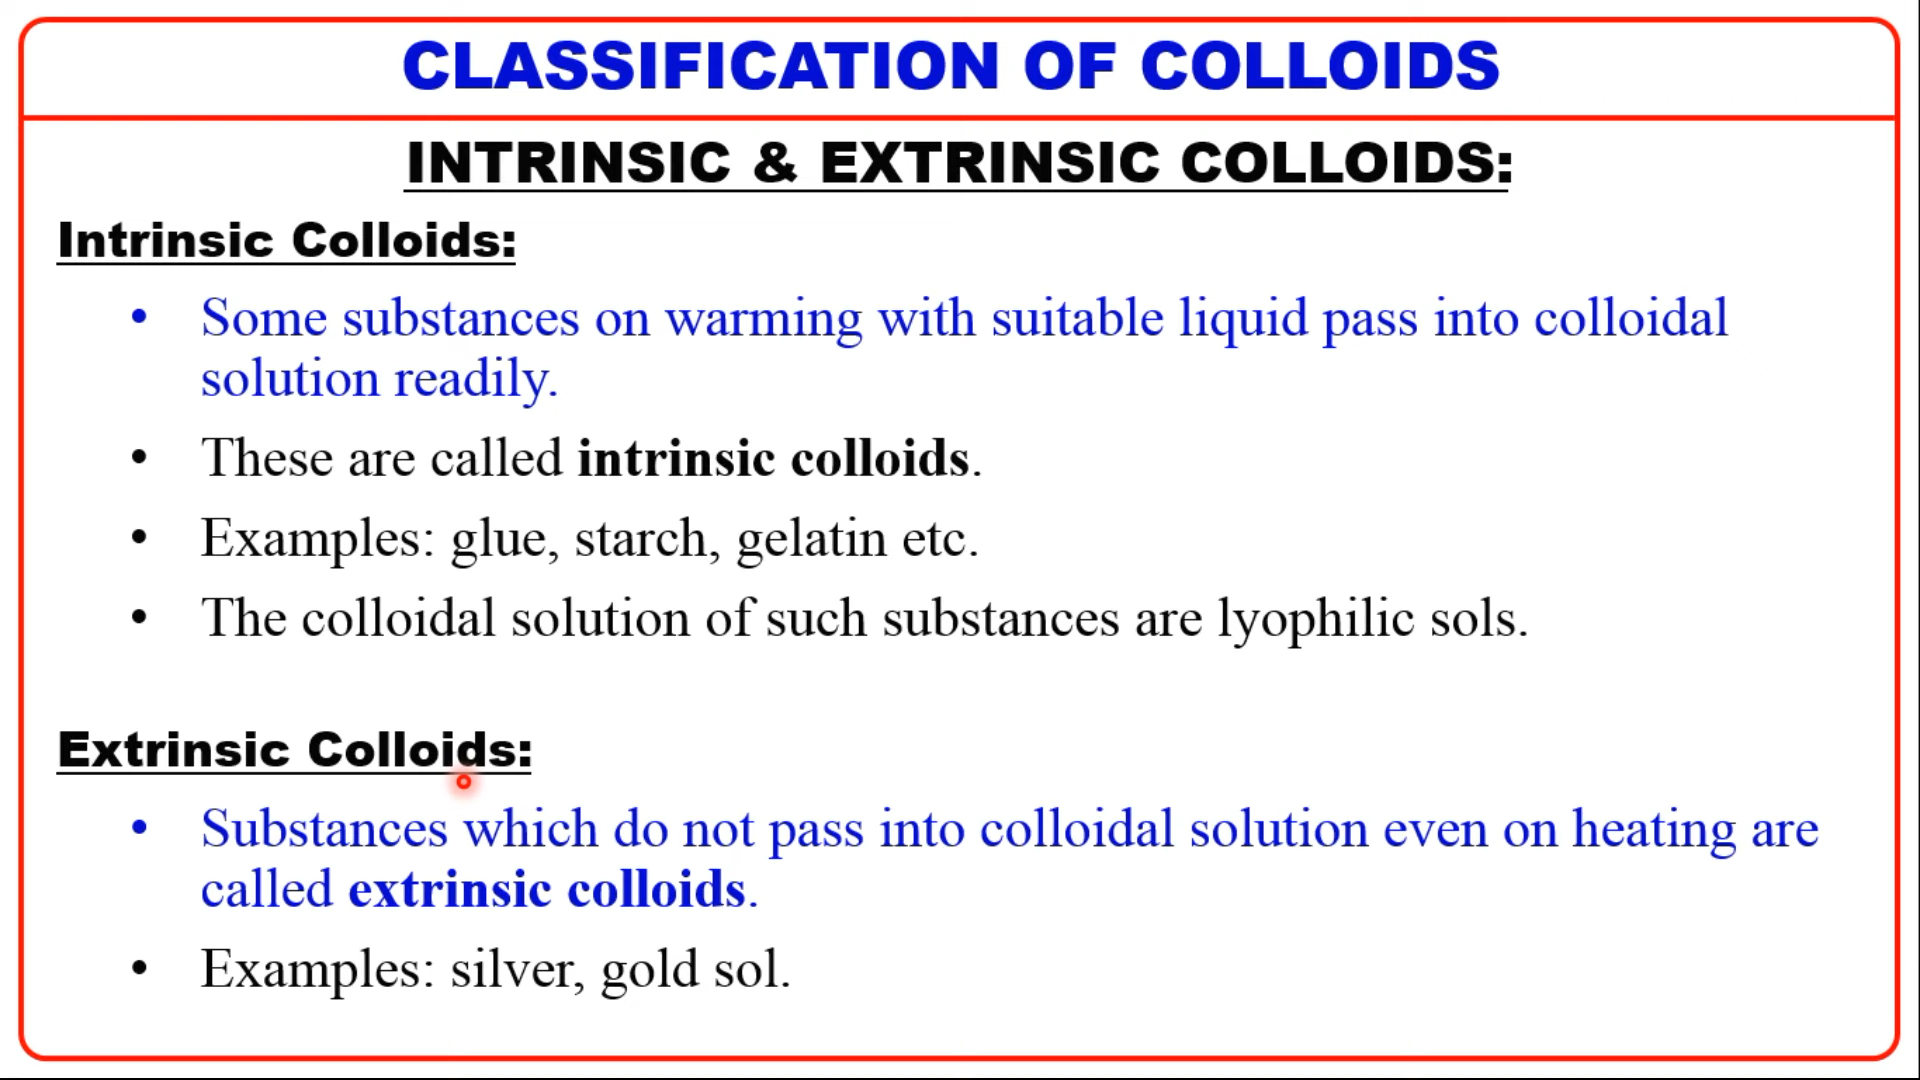 CLASSIFICATION OF COLLOIDS
INTRINSIC & EXTRINSIC COLLOIDS:
Intrinsic Colloids:
• Some substances on warming with suitable liquid pass into colloidal
solution readily.
• These are called intrinsic colloids.
• Examples: glue, starch, gelatin etc.
• The colloidal solution of such substances are lyophilic sols.
Extrinsic Colloids:
• Substances which do not pass into colloidal solution even on heating are
called extrinsic colloids.
• Examples: silver, gold sol.